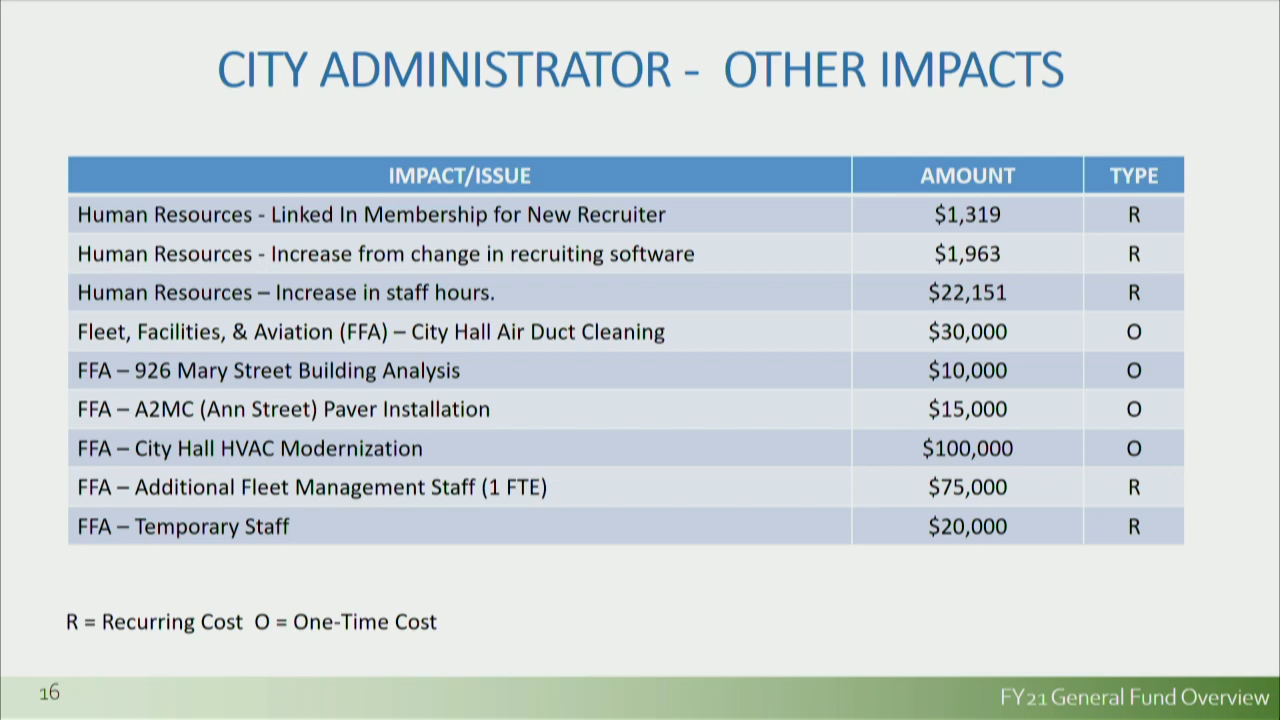 CITY ADMINISTRATOR - OTHER IMPACTS
IMPACT/ISSUE AMOUNT TYPE
Human Resources - Linked In Membership for New Recruiter $1,319 R
Human Resources - Increase from change in recruiting software $1,963 R
Human Resources – Increase in staff hours. $22,151 R
Fleet, Facilities, & Aviation (FFA) – City Hall Air Duct Cleaning $30,000 O
FFA – 926 Mary Street Building Analysis $10,000 O
FFA – A2MC (Ann Street) Paver Installation $15,000 O
FFA – City Hall HVAC Modernization $100,000 O
FFA – Additional Fleet Management Staff (1 FTE) $75,000 R
FFA – Temporary Staff $20,000 R
R = Recurring Cost O = One-Time Cost
16 FY21 General Fund Overview